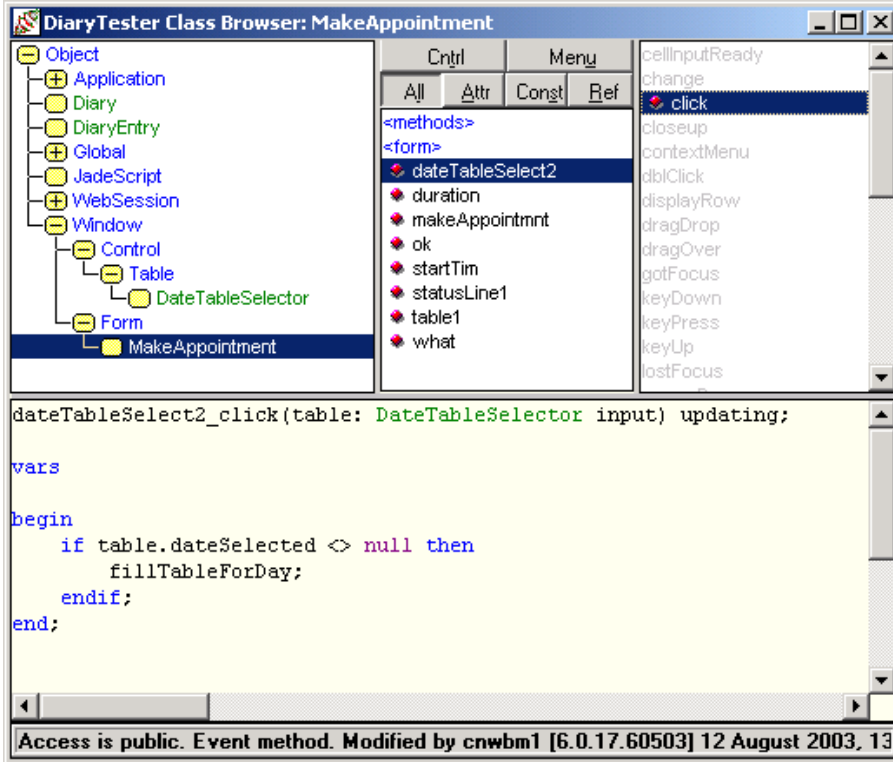 DiaryTester Class Browser: MakeAppointment
Object
Application
Diary
DiaryEntry
Global
JadeScript
WebSession
Window
Control
Table
DateTableSelector
Form
MakeAppointment
Cntrl Menu
All Attr Const Ref
<methods>
<form>
dateTableSelect2
duration
makeAppointmnt
ok
startTim
statusLine1
table1
what
cellInputReady
change
click
closeup
contextMenu
dblClick
displayRow
dragDrop
dragOver
gotFocus
keyDown
keyPress
keyUp
lostFocus
dateTableSelect2_click(table: DateTableSelector input) updating;
vars
begin
if table.dateSelected <> null then
fillTableForDay;
endif;
end;
Access is public. Event method. Modified by cnwbm1 [6.0.17.60503] 12 August 2003, 13